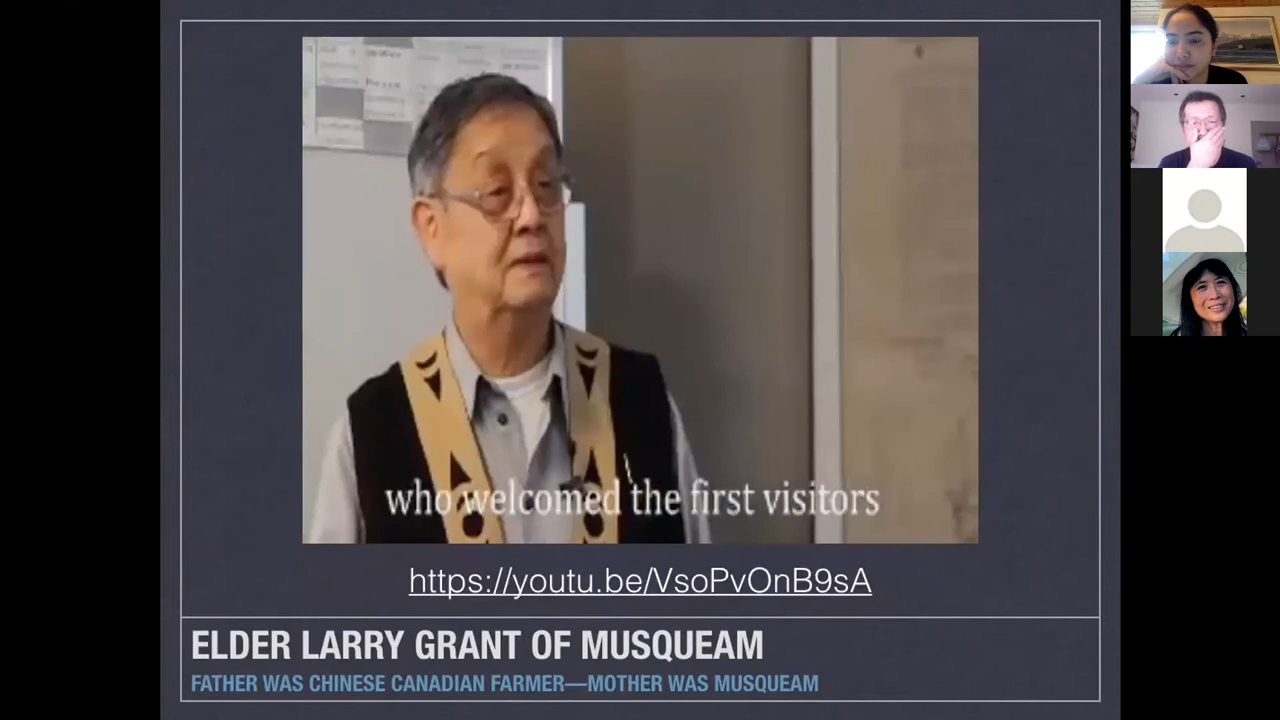 who welcomed the first visitors
https://youtu.be/VsoPvOnB9sA
ELDER LARRY GRANT OF MUSQUEAM
FATHER WAS CHINESE CANADIAN FARMER—MOTHER WAS MUSQUEAM